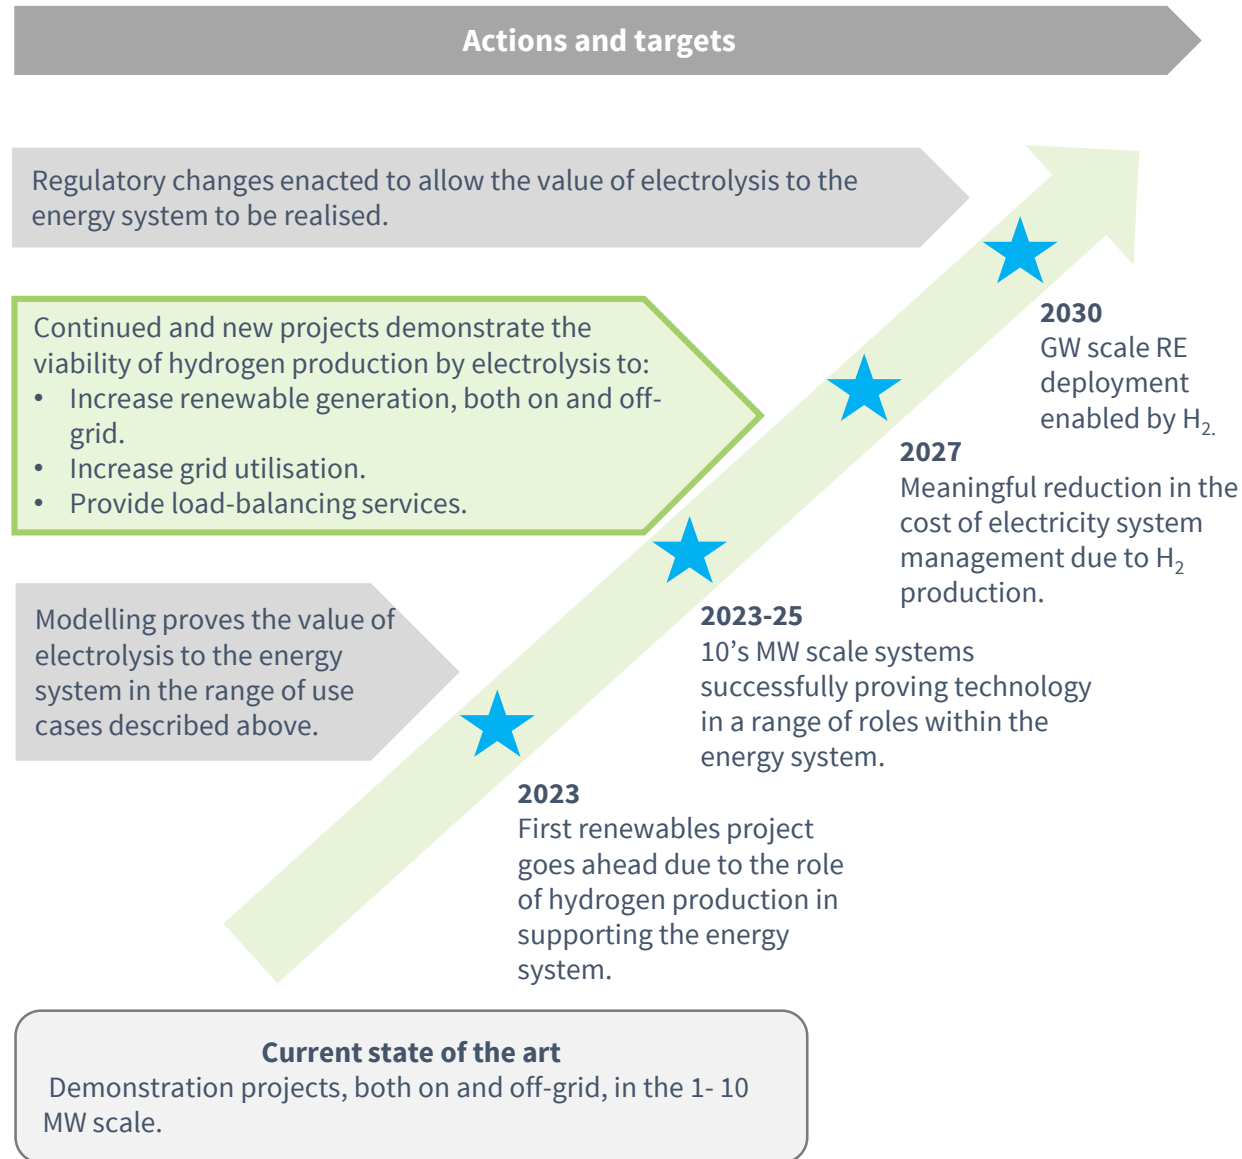 Actions and targets
Regulatory changes enacted to allow the value of electrolysis to the
energy system to be realised.
Continued and new projects demonstrate the
viability of hydrogen production by electrolysis to:
• Increase renewable generation, both on and off-
grid.
• Increase grid utilisation.
• Provide load-balancing services.
Modelling proves the value of
electrolysis to the energy
system in the range of use
cases described above.
2030
GW scale RE
deployment
enabled by H₂.
2027
Meaningful reduction in the
cost of electricity system
management due to H₂
production.
2023-25
10's MW scale systems
successfully proving technology
in a range of roles within the
energy system.
2023
First renewables project
goes ahead due to the role
of hydrogen production in
supporting the energy
system.
Current state of the art
Demonstration projects, both on and off-grid, in the 1- 10
MW scale.